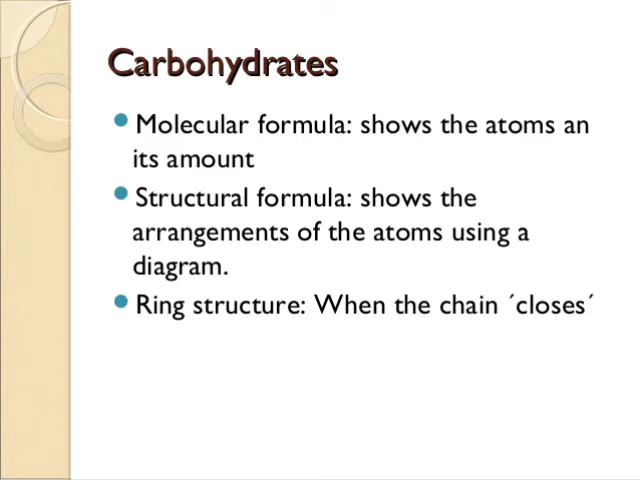 Carbohydrates
Molecular formula: shows the atoms an
its amount
Structural formula: shows the
arrangements of the atoms using a
diagram.
Ring structure: When the chain ´closes´